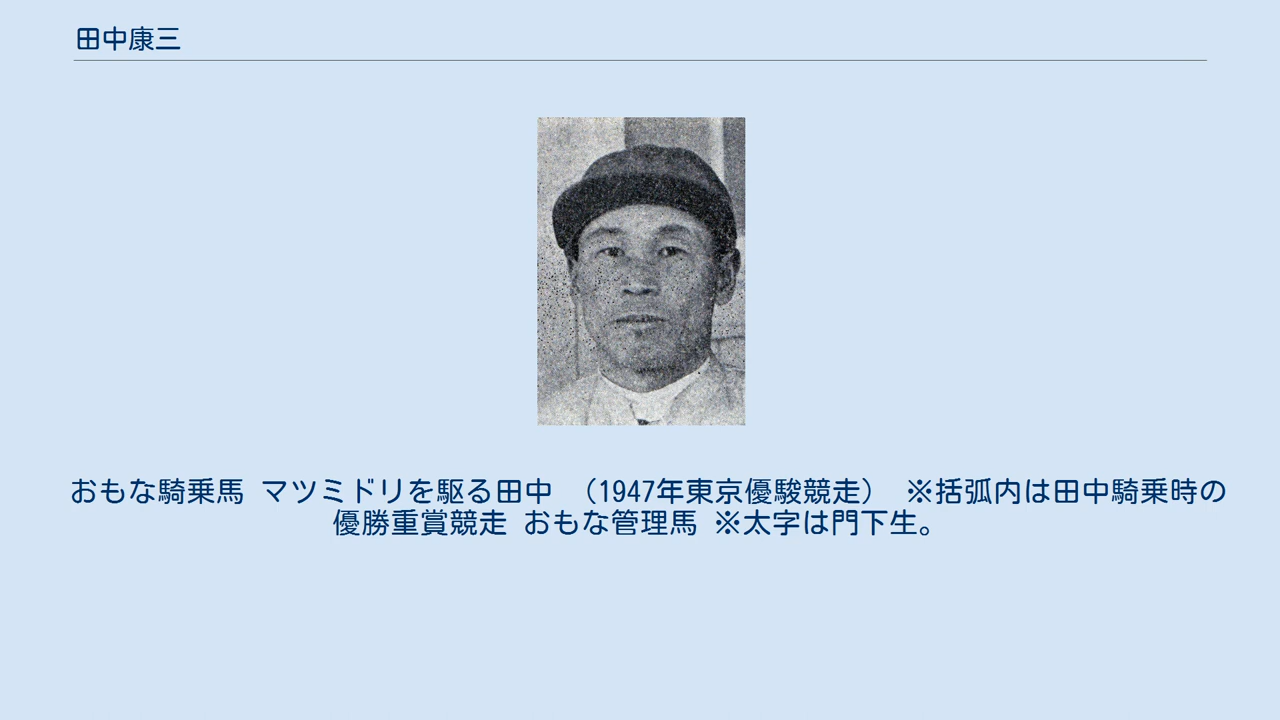 田中康三
おもな騎乗馬 マツミドリを駆る田中 （1947年東京優駿競走） ※括弧内は田中騎乗時の
優勝重賞競走 おもな管理馬 ※太字は門下生。